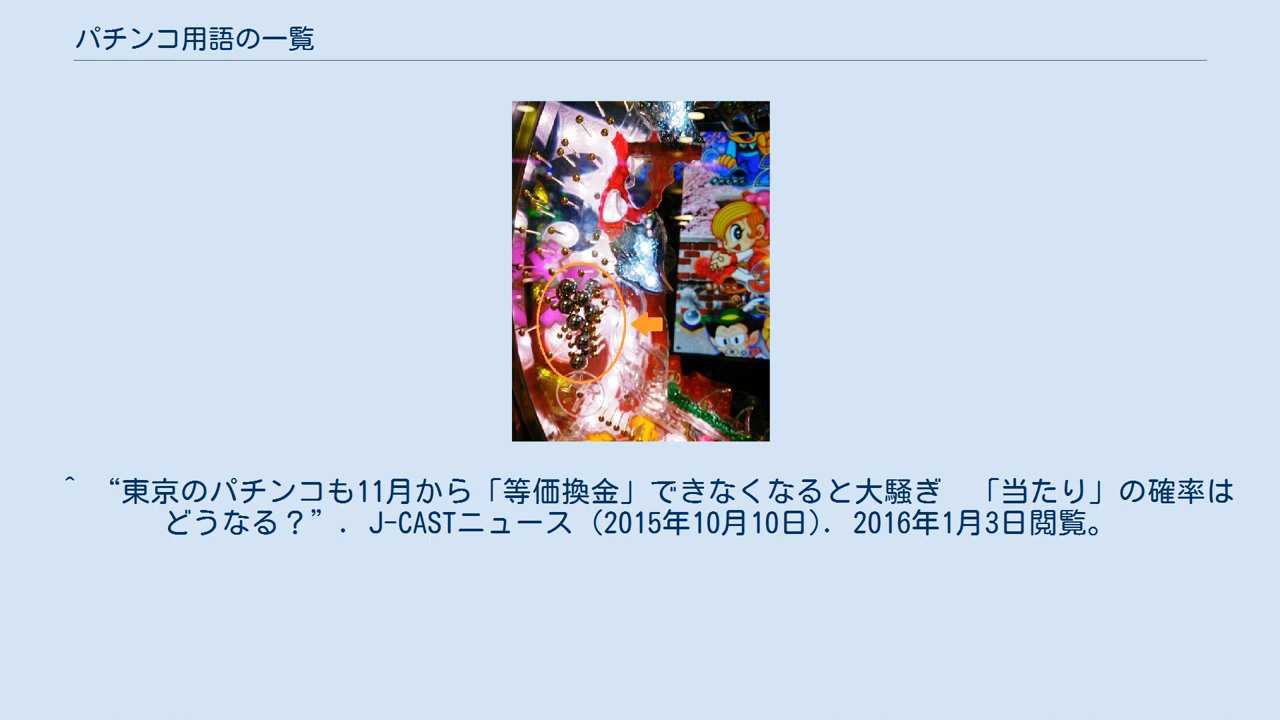 パチンコ用語の一覧
^ “東京のパチンコも11月から「等価換金」できなくなると大騒ぎ 「当たり」の確率は
どうなる？”. J-CASTニュース (2015年10月10日). 2016年1月3日閲覧。